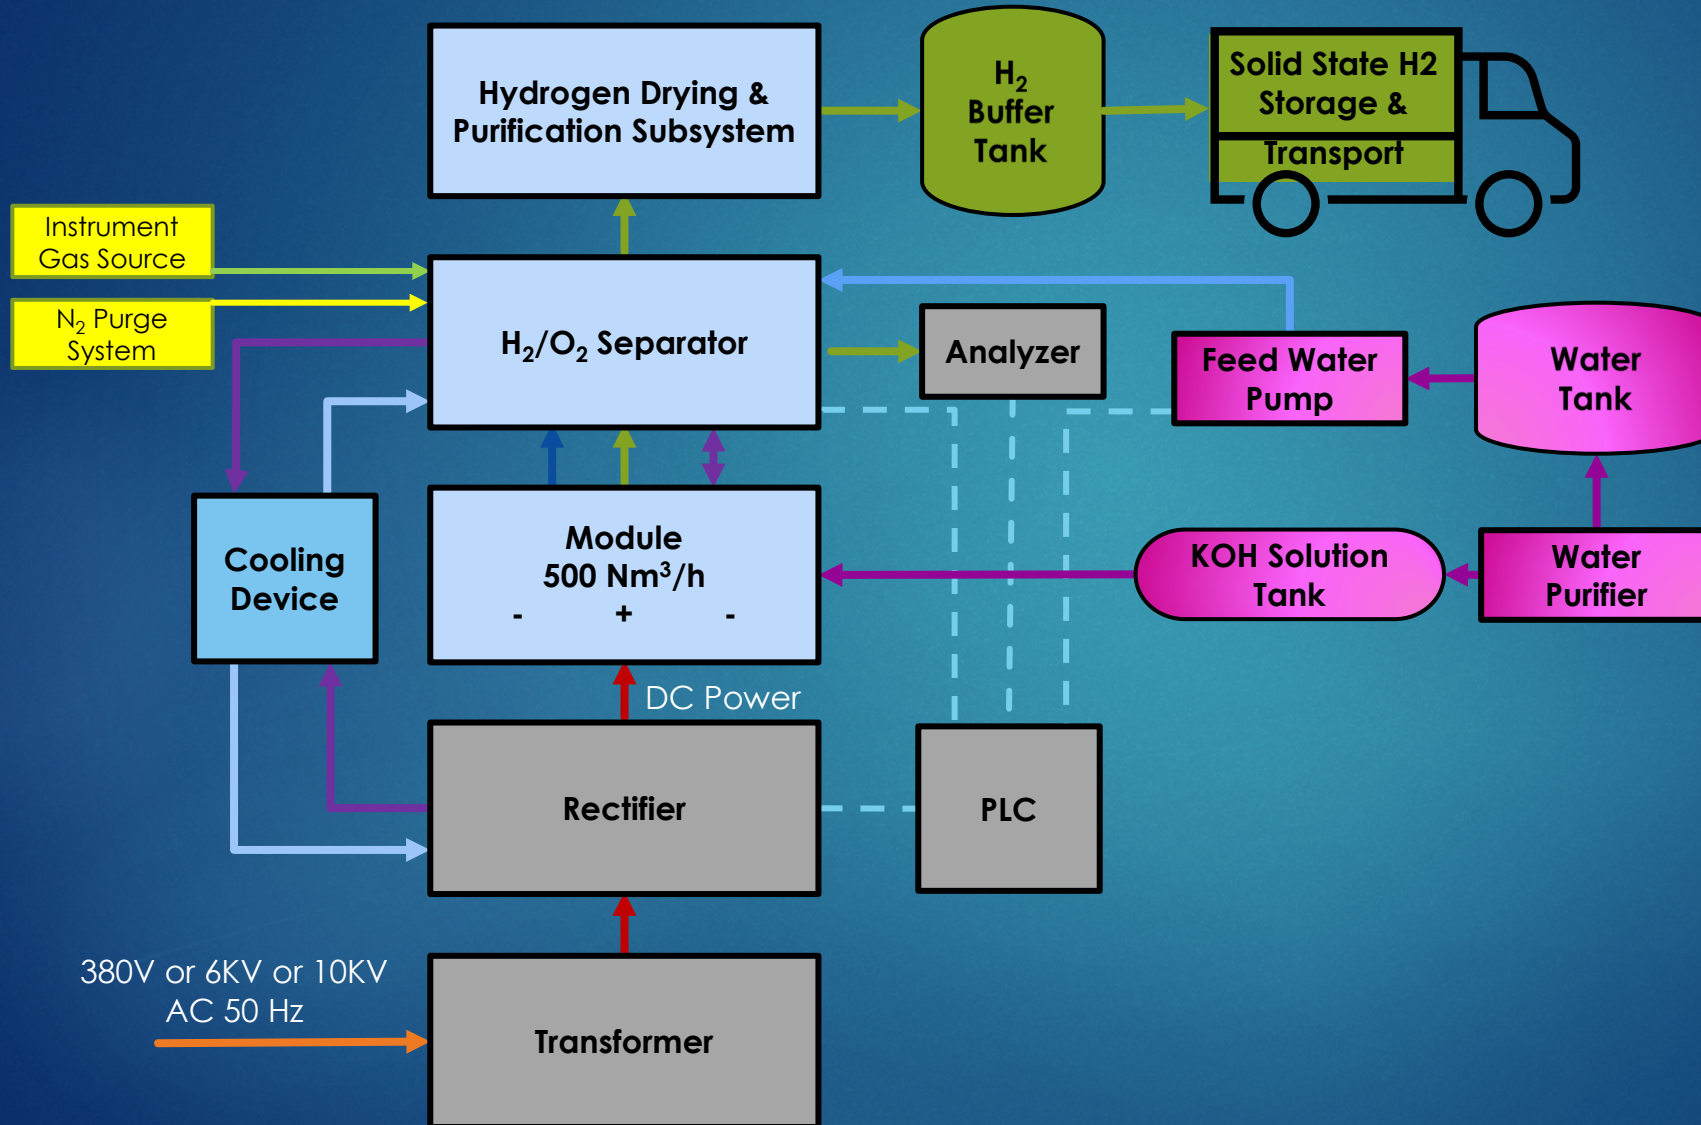 Hydrogen Drying &
Purification Subsystem
H₂
Buffer
Tank
Solid State H2
Storage &
Transport
Instrument
Gas Source
N₂ Purge
System
H₂/O₂ Separator
Analyzer
Feed Water
Pump
Water
Tank
Cooling
Device
Module
500 Nm³/h
- + -
KOH Solution
Tank
Water
Purifier
DC Power
Rectifier
PLC
380V or 6KV or 10KV
AC 50 Hz
Transformer